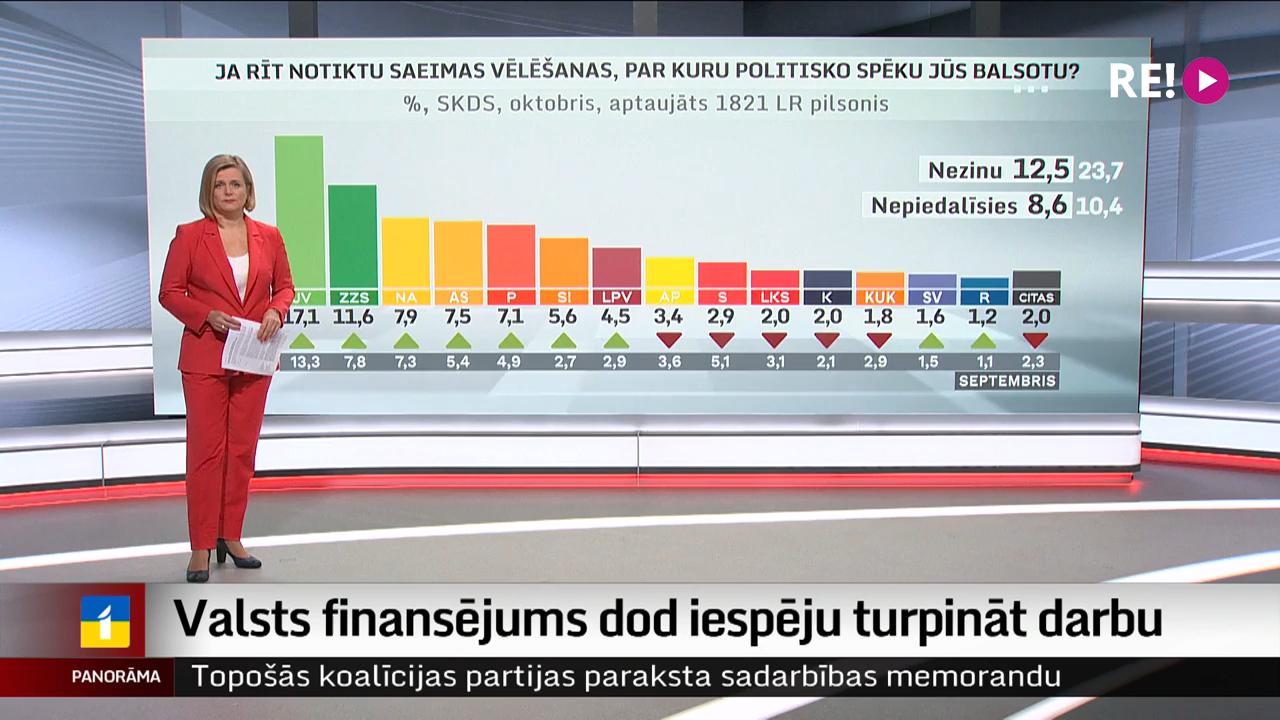 JA RĪT NOTIKTU SAEIMAS VĒLĒŠANAS, PAR KURU POLITISKO SPĒKU JŪS BALSOTU?
%, SKDS, oktobris, aptaujāts 1821 LR pilsonis
RE!
Nezinu 12,5 23,7
Nepiedalīsies 8,6 10,4
JV ZZS NA AS P S! LPV AP S LKS K KUK SV R CITAS
17,1 11,6 7,9 7,5 7,1 5,6 4,5 3,4 2,9 2,0 2,0 1,8 1,6 1,2 2,0
13,3 7,8 7,3 5,4 4,9 2,7 2,9 3,6 5,1 3,1 2,1 2,9 1,5 1,1 2,3
SEPTEMBRIS
1 Valsts finansējums dod iespēju turpināt darbu
PANORĀMA Topošās koalīcijas partijas paraksta sadarbības memorandu